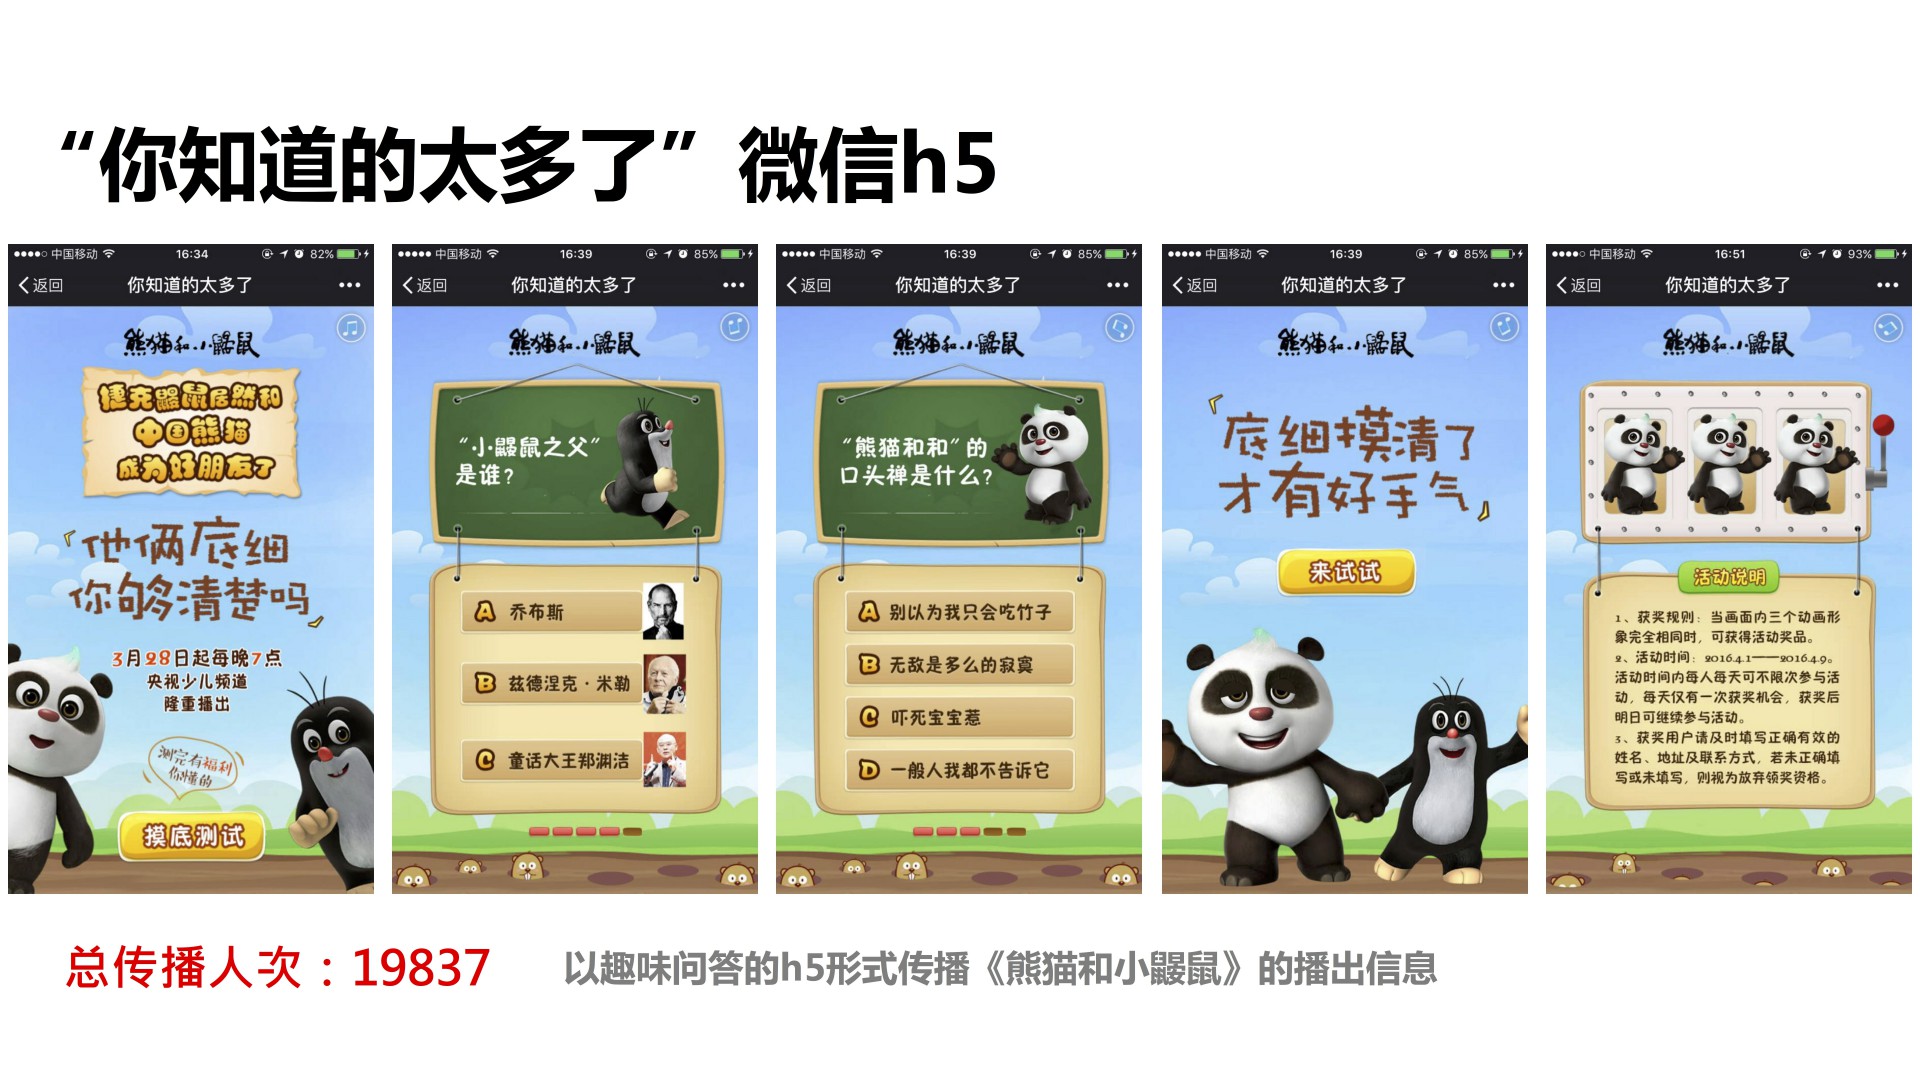 “你知道的太多了”微信h5
中国移动 16:34 82%
返回 你知道的太多了
熊猫和小鼹鼠
捷克鼹鼠居然和
中国熊猫
成为好朋友了
「他俩底细
你够清楚吗」
3月28日起每晚7点
央视少儿频道
隆重播出
测完有福利
你懂的
摸底测试
中国移动 16:39 85%
返回 你知道的太多了
熊猫和小鼹鼠
“小鼹鼠之父”
是谁?
A 乔布斯
B 兹德涅克·米勒
C 童话大王郑渊洁
中国移动 16:39 85%
返回 你知道的太多了
熊猫和小鼹鼠
“熊猫和和”的
口头禅是什么?
A 别以为我只会吃竹子
B 无敌是多么的寂寞
C 吓死宝宝惹
D 一般人我都不告诉它
中国移动 16:39 85%
返回 你知道的太多了
熊猫和小鼹鼠
「底细摸清了
才有好手气」
来试试
中国移动 16:51 93%
返回 你知道的太多了
熊猫和小鼹鼠
活动说明
1、获奖规则：当画面内三个动画形
象完全相同时，可获得活动奖品。
2、活动时间：2016.4.1——2016.4.9。
活动时间内每人每天可不限次参与活
动，每天仅有一次获奖机会，获奖后
明日可继续参与活动。
3、获奖用户请及时填写正确有效的
姓名、地址及联系方式，若未正确填
写或未填写，则视为放弃领奖资格。
总传播人次：19837
以趣味问答的h5形式传播《熊猫和小鼹鼠》的播出信息